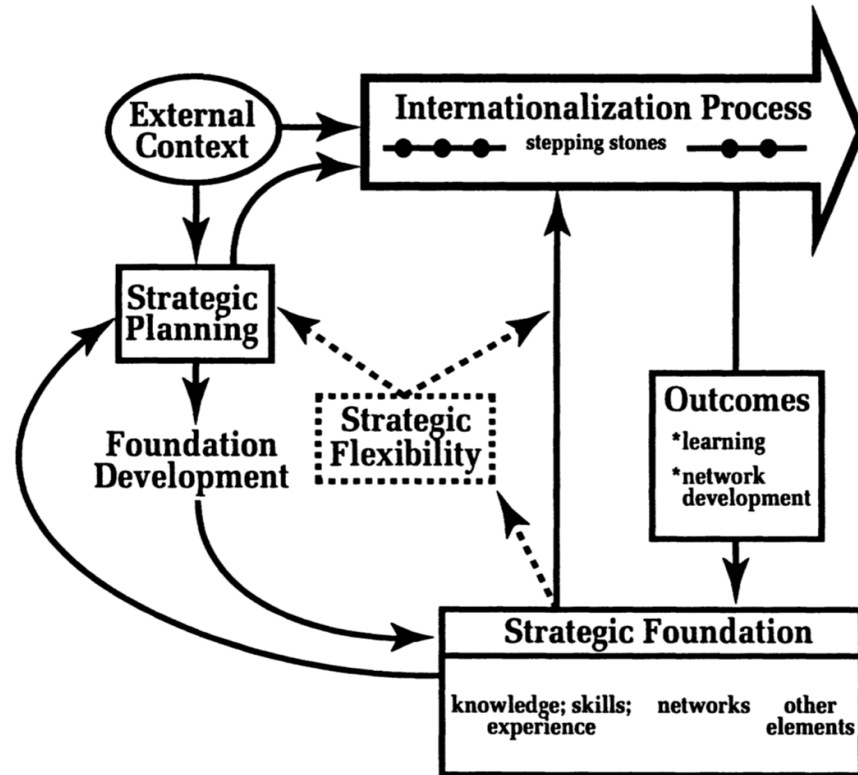 External
Context
Internationalization Process
stepping stones
Strategic
Planning
Strategic
Flexibility
Foundation
Development
Outcomes
*learning
*network
development
Strategic Foundation
knowledge; skills;
experience
networks
other
elements